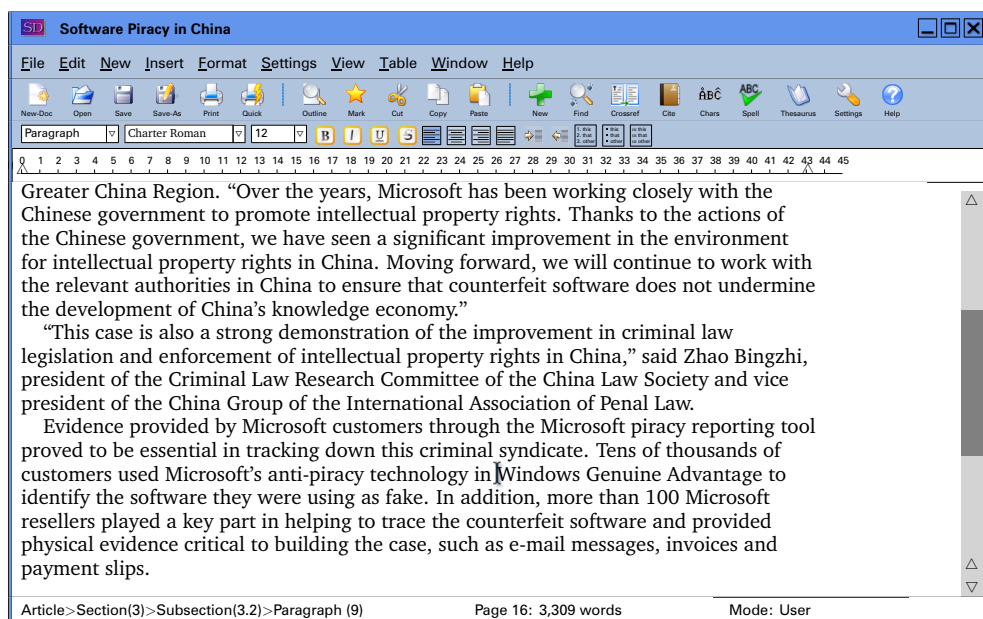 SD Software Piracy in China
File Edit New Insert Format Settings View Table Window Help
ABC
ÂBĈ
New-Doc Open Save Save-As Print Quick Outline Mark Cut Copy Paste New Find Crossref Cite Chars Spell Thesaurus Settings Help
Paragraph Charter Roman 12 B I U S
1. this 2. that 3. other • this • that • other
0 1 2 3 4 5 6 7 8 9 10 11 12 13 14 15 16 17 18 19 20 21 22 23 24 25 26 27 28 29 30 31 32 33 34 35 36 37 38 39 40 41 42 43 44 45
Greater China Region. “Over the years, Microsoft has been working closely with the
Chinese government to promote intellectual property rights. Thanks to the actions of
the Chinese government, we have seen a significant improvement in the environment
for intellectual property rights in China. Moving forward, we will continue to work with
the relevant authorities in China to ensure that counterfeit software does not undermine
the development of China’s knowledge economy.”
“This case is also a strong demonstration of the improvement in criminal law
legislation and enforcement of intellectual property rights in China,” said Zhao Bingzhi,
president of the Criminal Law Research Committee of the China Law Society and vice
president of the China Group of the International Association of Penal Law.
Evidence provided by Microsoft customers through the Microsoft piracy reporting tool
proved to be essential in tracking down this criminal syndicate. Tens of thousands of
customers used Microsoft’s anti-piracy technology in Windows Genuine Advantage to
identify the software they were using as fake. In addition, more than 100 Microsoft
resellers played a key part in helping to trace the counterfeit software and provided
physical evidence critical to building the case, such as e-mail messages, invoices and
payment slips.
Article>Section(3)>Subsection(3.2)>Paragraph (9) Page 16: 3,309 words Mode: User